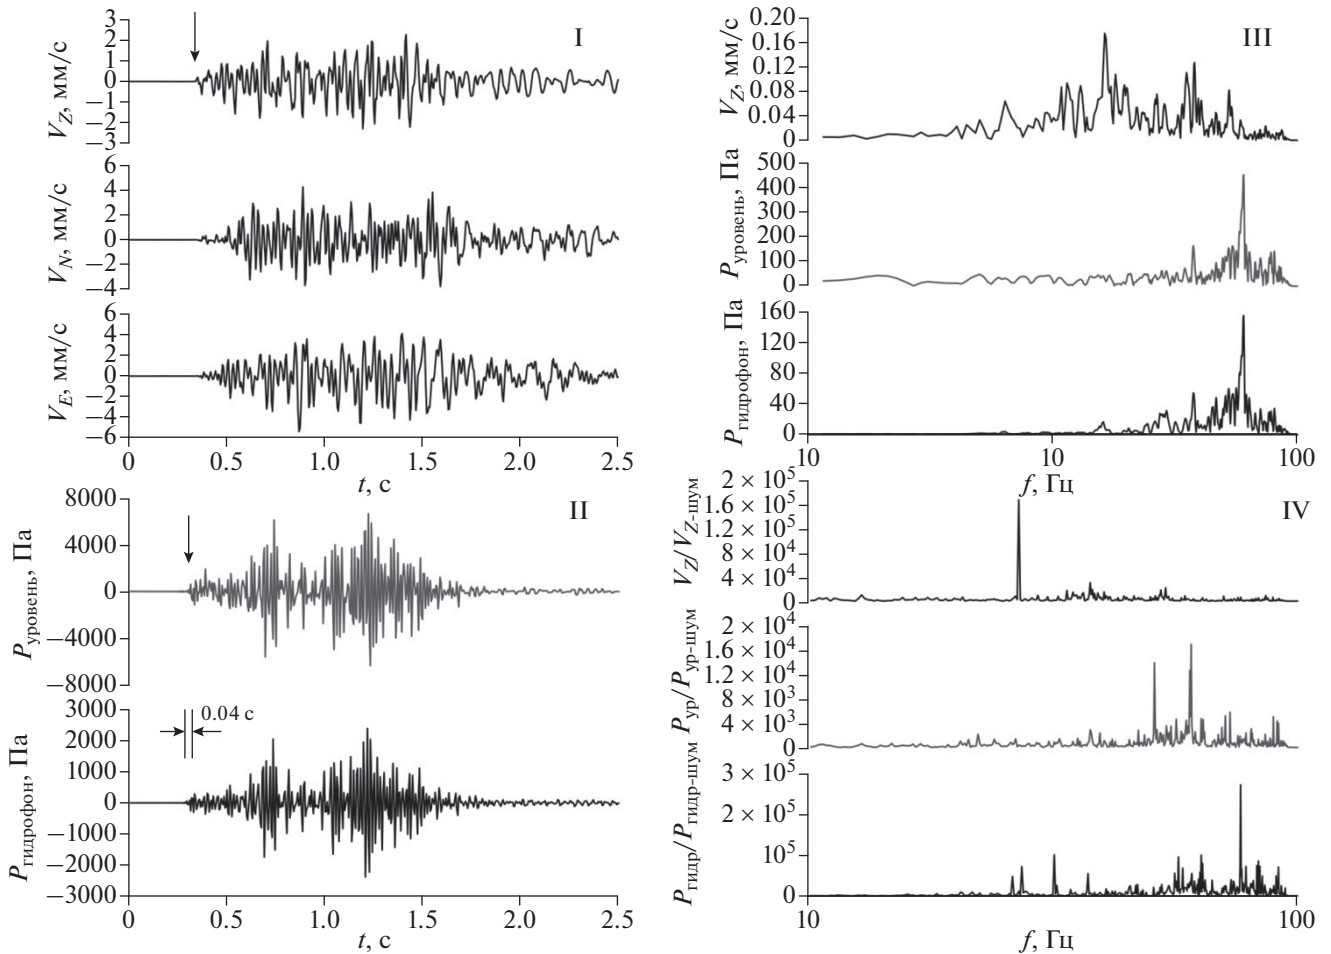 I
V_Z, мм/с
3
2
1
0
−1
−2
−3
V_N, мм/с
6
4
2
0
−2
−4
V_E, мм/с
6
4
2
0
−2
−4
−6
0
0.5
1.0
1.5
2.0
2.5
t, с
II
P_уровень, Па
8000
4000
0
−4000
−8000
0.04 с
P_гидрофон, Па
3000
2000
1000
0
−1000
−2000
−3000
0
0.5
1.0
1.5
2.0
2.5
t, с
III
V_Z, мм/с
0.20
0.16
0.12
0.04
0.04
0
P_уровень, Па
500
400
300
200
100
0
P_гидрофон, Па
160
120
80
40
0
10
10
100
f, Гц
IV
V_Z/V_Z-шум
2 × 10^5
1.6 × 10^5
1.2 × 10^5
8 × 10^4
4 × 10^4
0
P_ур/P_ур-шум
2 × 10^4
1.6 × 10^4
1.2 × 10^4
8 × 10^3
4 × 10^3
0
P_гидр/P_гидр-шум
3 × 10^5
2 × 10^5
10^5
0
10
100
f, Гц